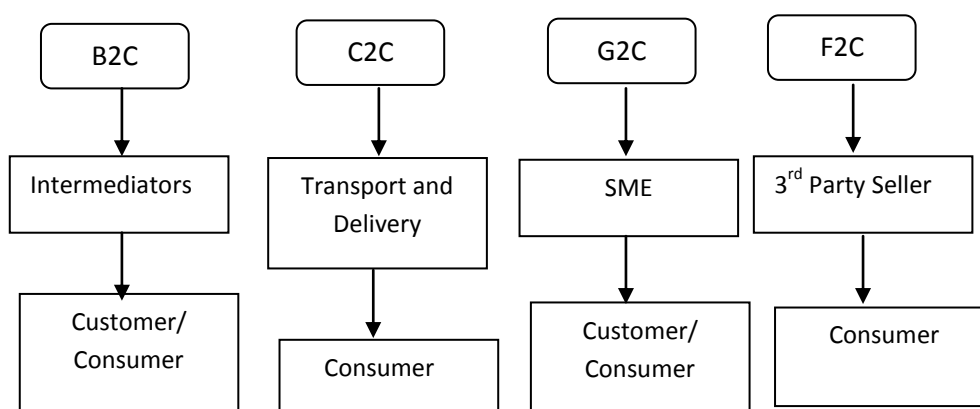 B2C
C2C
G2C
F2C
Intermediators
Transport and
Delivery
SME
3rd Party Seller
Customer/
Consumer
Consumer
Customer/
Consumer
Consumer